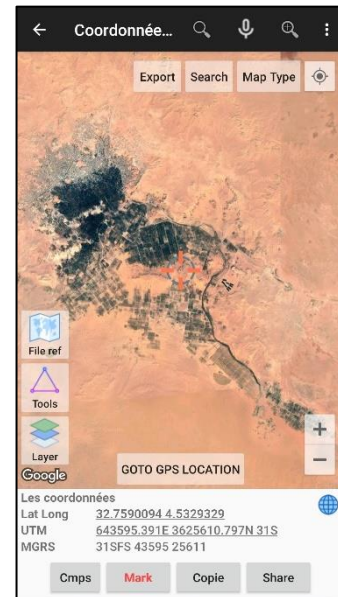 Coordonnée...
Export Search Map Type
File ref
Tools
Layer
Google
GOTO GPS LOCATION
+
−
Les coordonnées
Lat Long 32.7590094 4.5329329
UTM 643595.391E 3625610.797N 31S
MGRS 31SFS 43595 25611
Cmps Mark Copie Share